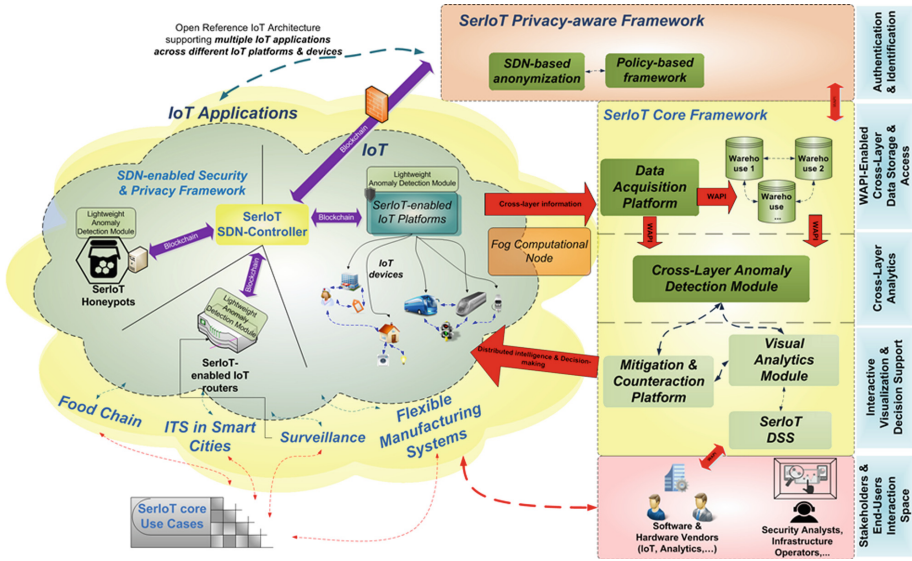 Open Reference IoT Architecture
supporting multiple IoT applications
across different IoT platforms & devices
SerIoT Privacy-aware Framework
SDN-based
anonymization
Policy-based
framework
Authentication
& Identification
IoT Applications
Blockchain
IoT
SDN-enabled Security
& Privacy Framework
Lightweight
Anomaly
Detection Module
SerIoT
Honeypots
Blockchain
SerIoT
SDN-Controller
Blockchain
Lightweight
Anomaly Detection Module
SerIoT-enabled
IoT Platforms
Blockchain
Lightweight
Anomaly
Detection Module
SerIoT-
enabled IoT
routers
IoT
devices
Cross-layer information
Fog Computational
Node
Distributed intelligence & Decision-
making
SerIoT Core Framework
Data
Acquisition
Platform
WAPI
Wareho
use 1
Wareho
use 2
Wareho
use
...
WAPI
WAPI
WAPI-Enabled
Cross-Layer
Data Storage &
Access
Cross-Layer Anomaly
Detection Module
Cross-Layer
Analytics
Mitigation &
Counteraction
Platform
Visual
Analytics
Module
SerIoT
DSS
Interactive
Visualization &
Decision Support
Food Chain
ITS in Smart
Cities
Surveillance
Flexible
Manufacturing
Systems
SerIoT core
Use Cases
Software &
Hardware Vendors
(IoT, Analytics,...)
Security Analysts,
Infrastructure
Operators,...
Stakeholders &
End-Users
Interaction
Space